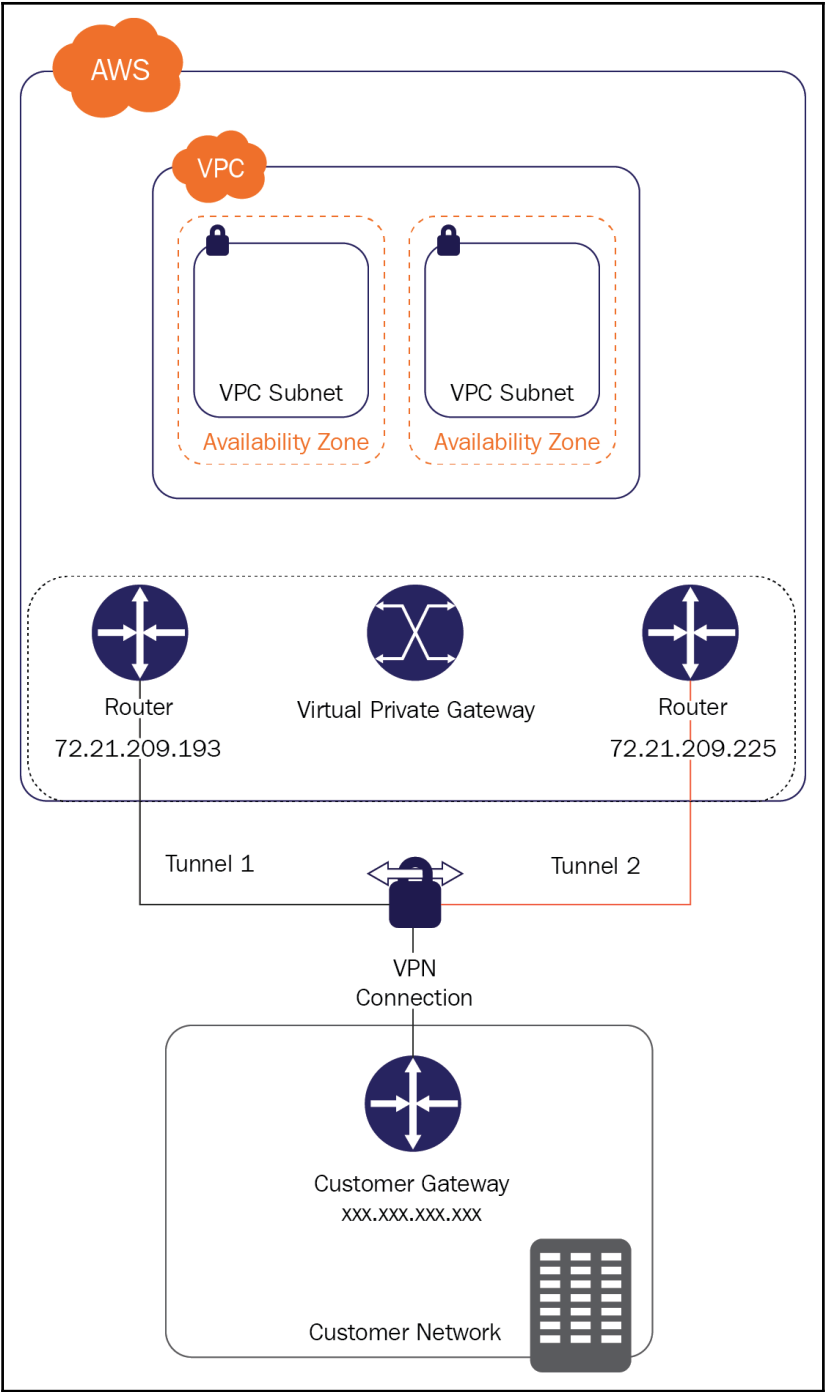 AWS
VPC
VPC Subnet
VPC Subnet
Availability Zone
Availability Zone
Router
Virtual Private Gateway
Router
72.21.209.193
72.21.209.225
Tunnel 1
Tunnel 2
VPN
Connection
Customer Gateway
xxx.xxx.xxx.xxx
Customer Network